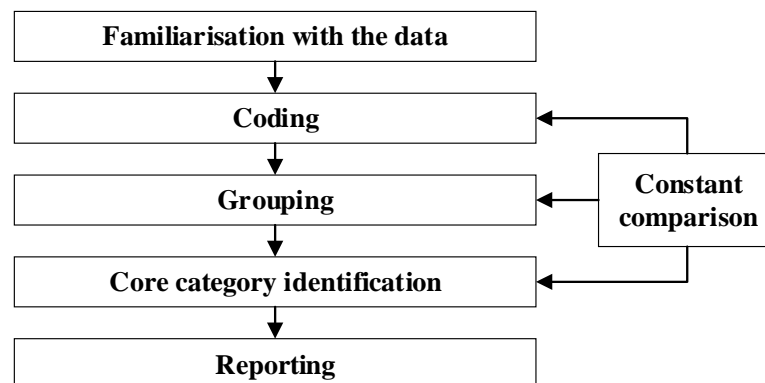 Familiarisation with the data
Coding
Grouping
Constant
comparison
Core category identification
Reporting